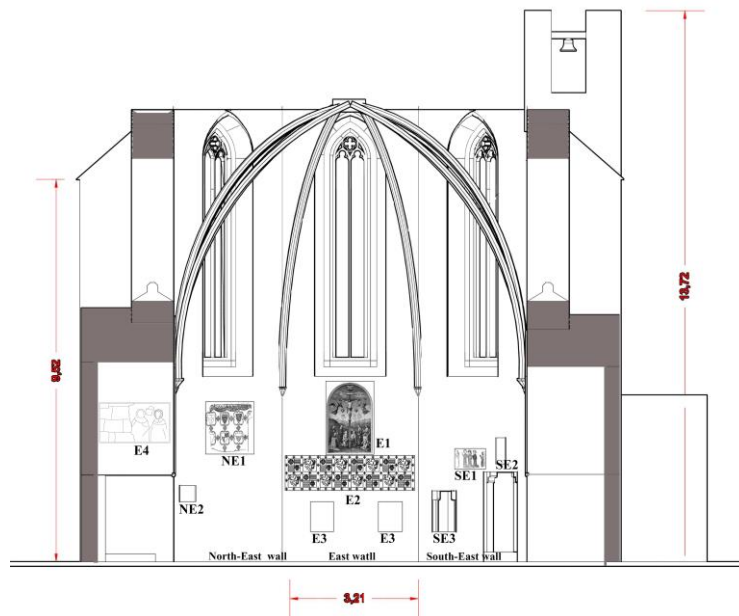 13,72
9,52
E4
NE1
E1
SE1
SE2
NE2
E2
E3
E3
SE3
North-East wall
East watll
South-East wall
3,21